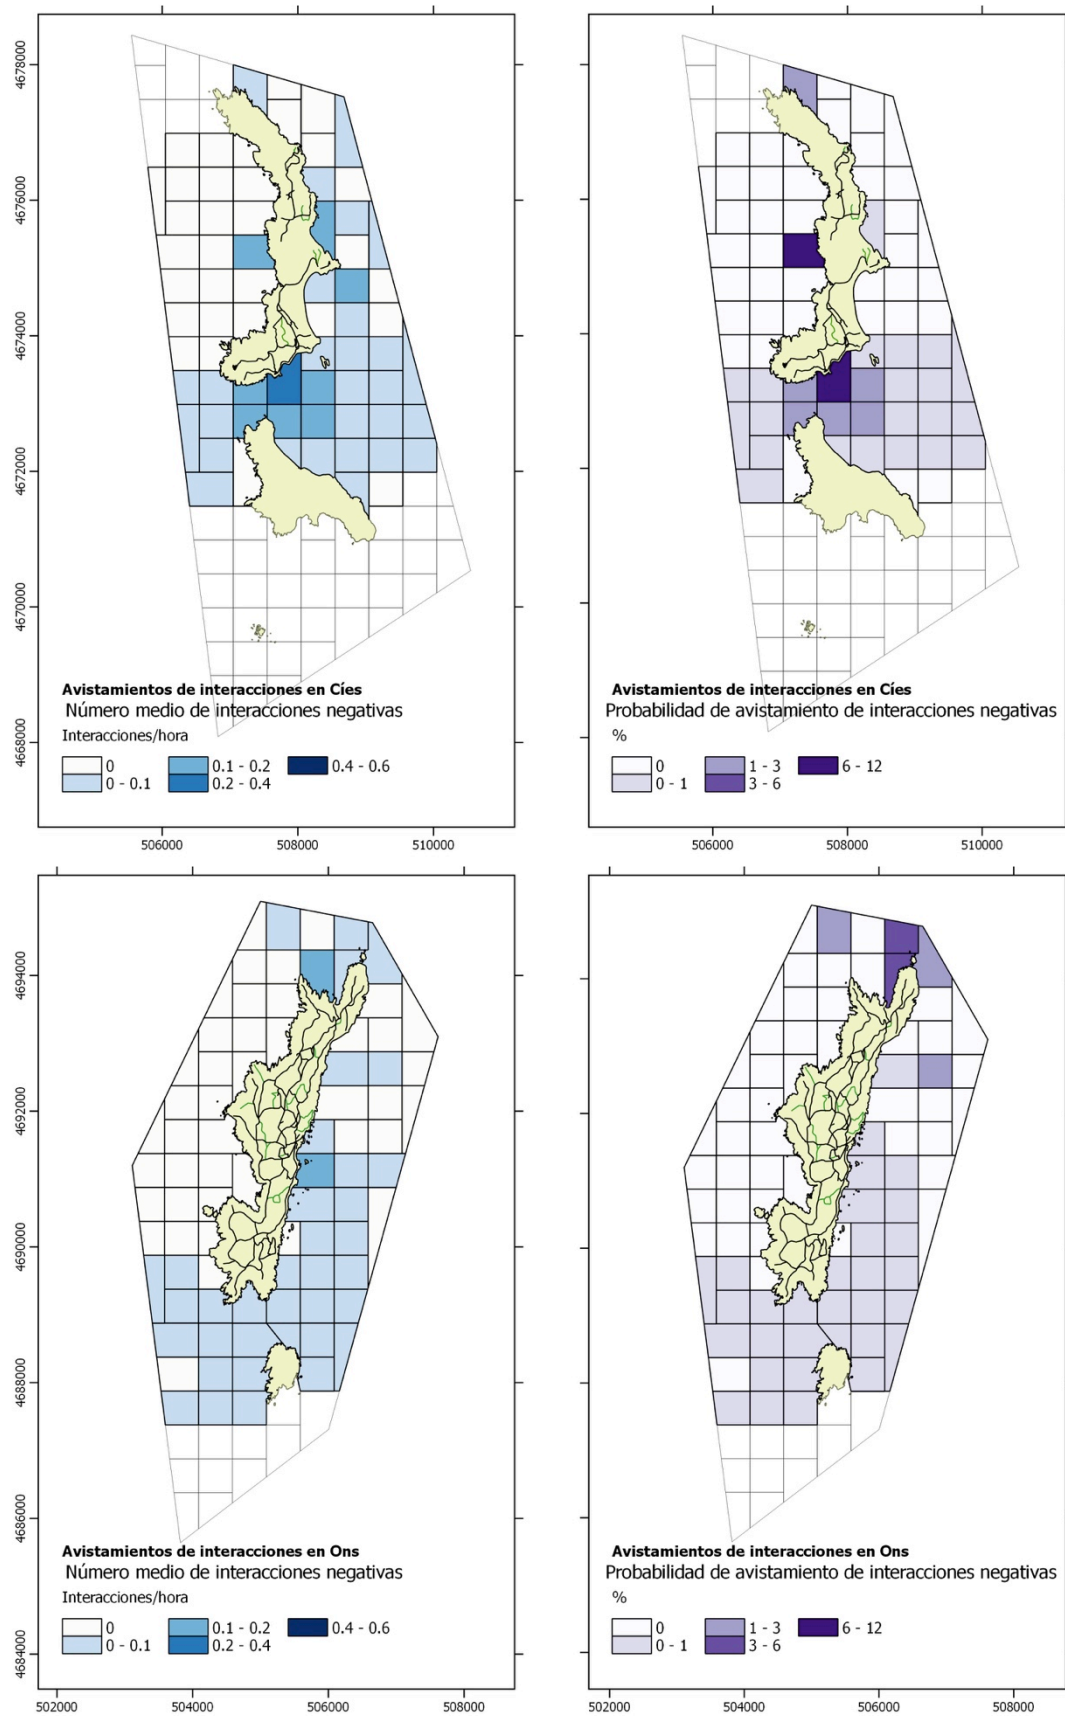 4678000
4676000
4674000
4672000
4670000
4668000
Avistamientos de interacciones en Cíes
Número medio de interacciones negativas
Interacciones/hora
0
0 - 0.1
0.1 - 0.2
0.2 - 0.4
0.4 - 0.6
506000
508000
510000
Avistamientos de interacciones en Cíes
Probabilidad de avistamiento de interacciones negativas
%
0
0 - 1
1 - 3
3 - 6
6 - 12
506000
508000
510000
4694000
4692000
4690000
4688000
4686000
4684000
Avistamientos de interacciones en Ons
Número medio de interacciones negativas
Interacciones/hora
0
0 - 0.1
0.1 - 0.2
0.2 - 0.4
0.4 - 0.6
502000
504000
506000
508000
Avistamientos de interacciones en Ons
Probabilidad de avistamiento de interacciones negativas
%
0
0 - 1
1 - 3
3 - 6
6 - 12
502000
504000
506000
508000